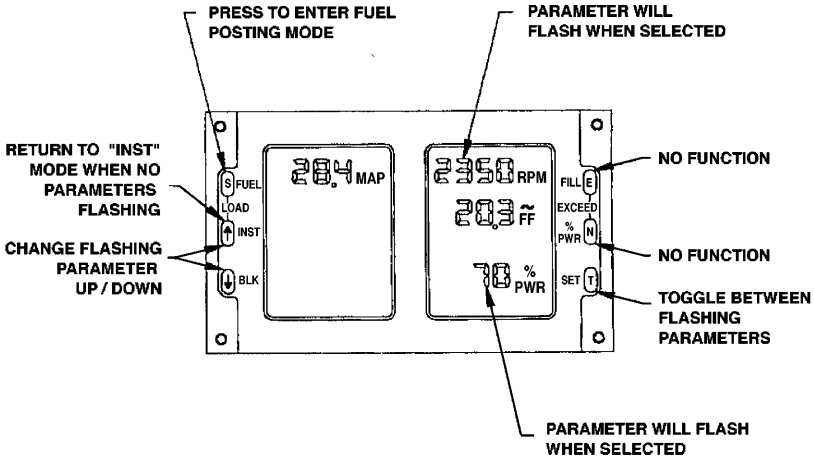 PRESS TO ENTER FUEL
POSTING MODE
PARAMETER WILL
FLASH WHEN SELECTED
RETURN TO "INST"
MODE WHEN NO
PARAMETERS
FLASHING
CHANGE FLASHING
PARAMETER
UP / DOWN
S FUEL
LOAD
↑ INST
↓ BLK
28.4 MAP
2350 RPM
20.3 ~ FF
70 % PWR
FILL E
EXCEED
% PWR N
SET T
NO FUNCTION
NO FUNCTION
TOGGLE BETWEEN
FLASHING
PARAMETERS
PARAMETER WILL FLASH
WHEN SELECTED